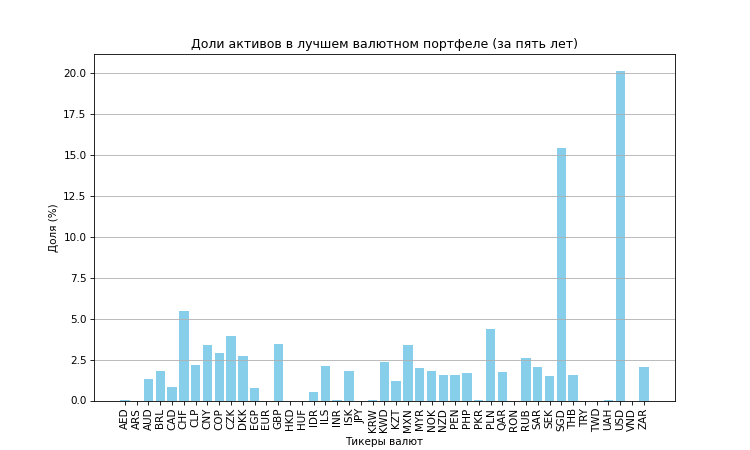 Доли активов в лучшем валютном портфеле (за пять лет)
Доля (%)
20.0
17.5
15.0
12.5
10.0
7.5
5.0
2.5
0.0
AED
ARS
AUD
BRL
CAD
CHF
CLP
CNY
COP
CZK
DKK
EGP
EUR
GBP
HKD
HUF
IDR
ILS
INR
ISK
JPY
KRW
KWD
KZT
MXN
MYR
NOK
NZD
PEN
PHP
PKR
PLN
QAR
RON
RUB
SAR
SEK
SGD
THB
TRY
TWD
UAH
USD
VND
ZAR
Тикеры валют